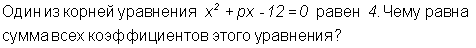 Один из корней уравнения x² + px - 12 = 0 равен 4. Чему равна
сумма всех коэффициентов этого уравнения?